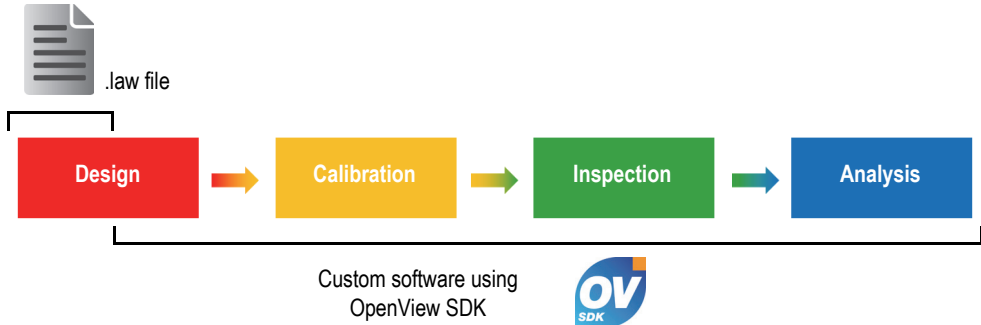 .law file
Design
Calibration
Inspection
Analysis
Custom software using
OpenView SDK
OV
SDK